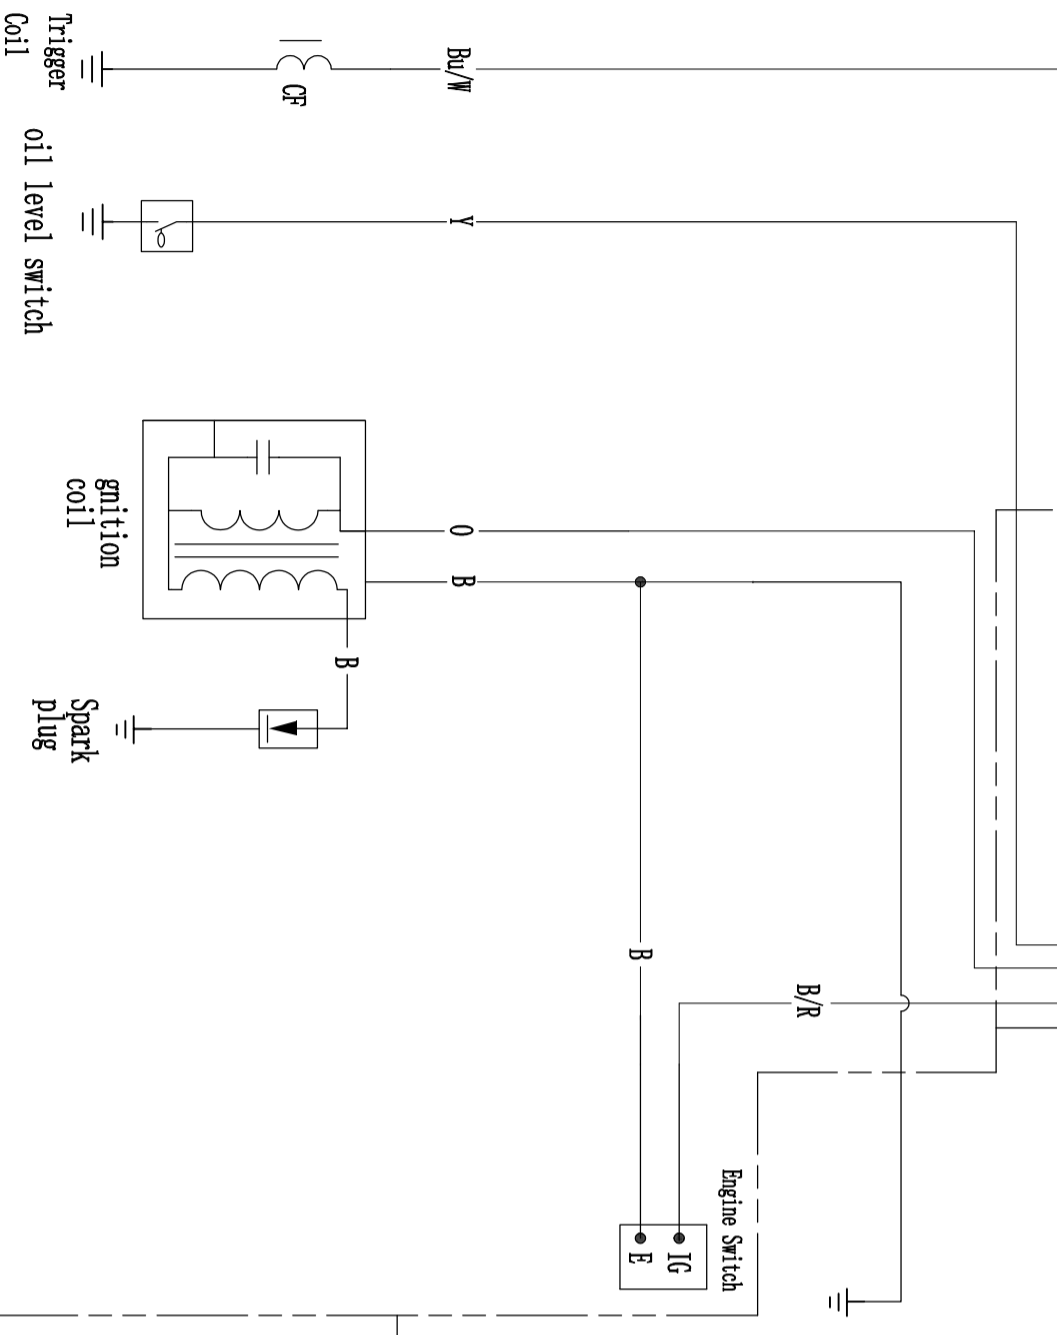 Trigger
Coil
CF
Bu/W
oil level switch
Y
gnition
coil
O
B
B
Spark
plug
B
B/R
Engine Switch
IG
E